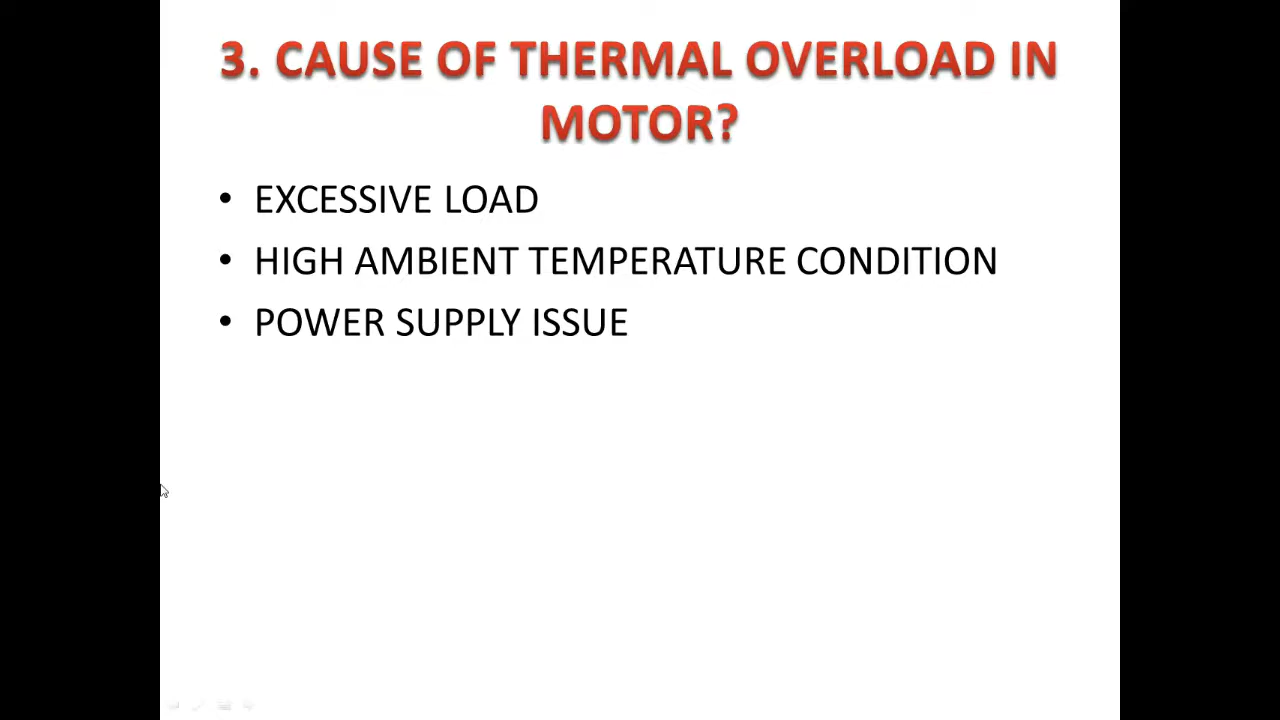 3. CAUSE OF THERMAL OVERLOAD IN
MOTOR?
• EXCESSIVE LOAD
• HIGH AMBIENT TEMPERATURE CONDITION
• POWER SUPPLY ISSUE